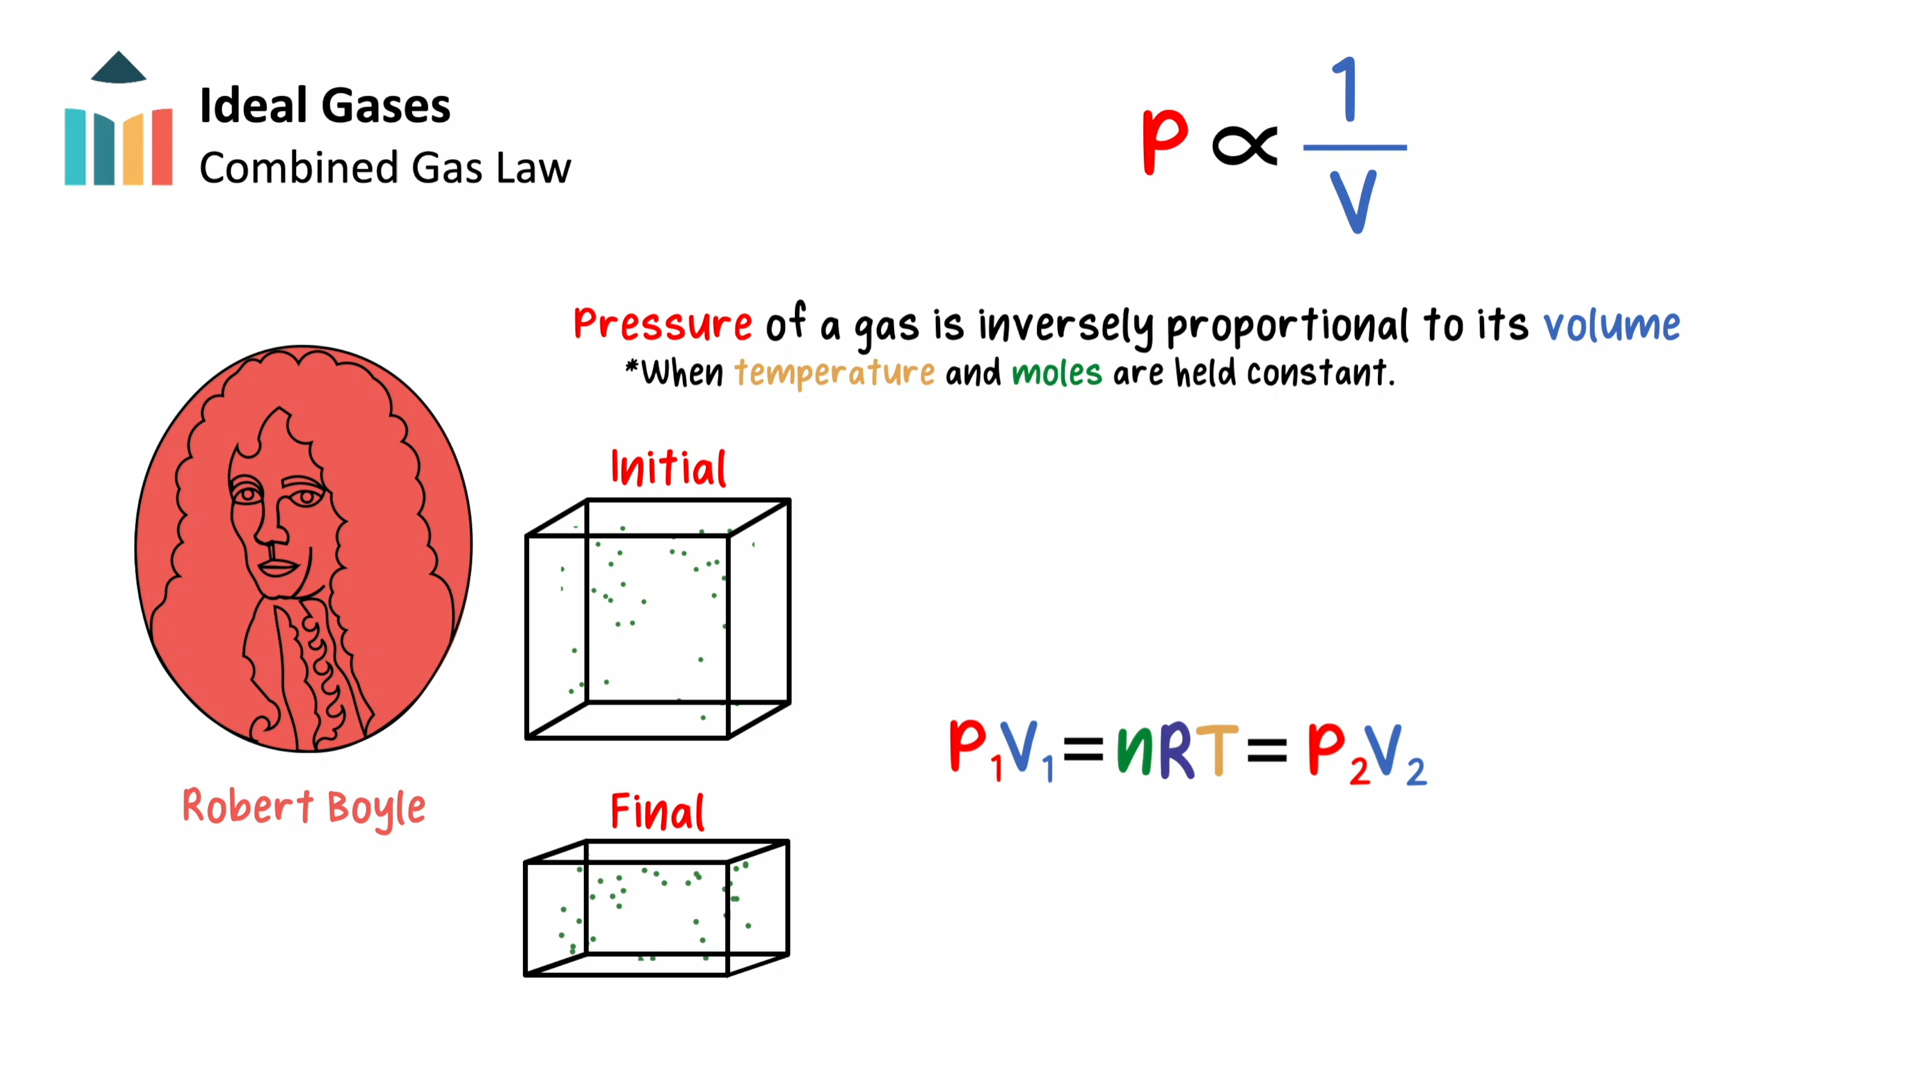 Ideal Gases
Combined Gas Law
P ∝ 1/V
Pressure of a gas is inversely proportional to its volume
*When temperature and moles are held constant.
Initial
P₁V₁ = nRT = P₂V₂
Robert Boyle
Final